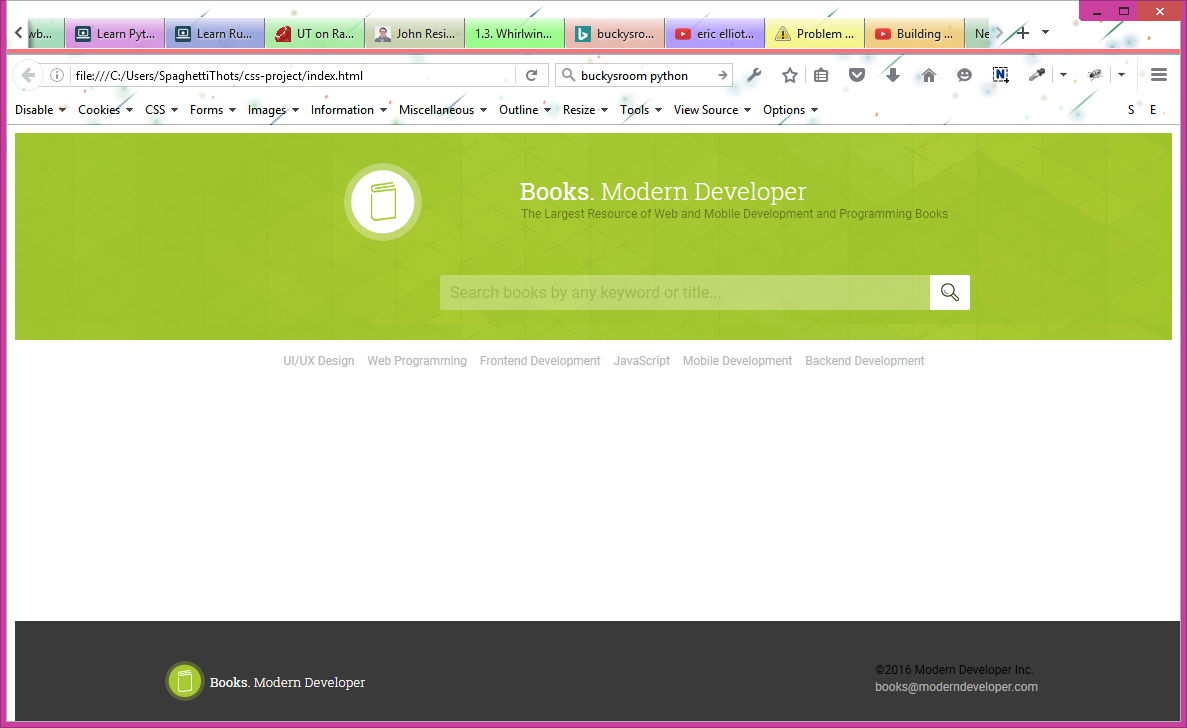 wb... Learn Pyt... Learn Ru... UT on Ra... John Resi... 1.3. Whirlwin... buckysro... eric elliot... Problem ... Building ... Ne
file:///C:/Users/SpaghettiThots/css-project/index.html buckysroom python N
Disable Cookies CSS Forms Images Information Miscellaneous Outline Resize Tools View Source Options S E
Books. Modern Developer
The Largest Resource of Web and Mobile Development and Programming Books
Search books by any keyword or title...
UI/UX Design Web Programming Frontend Development JavaScript Mobile Development Backend Development
Books. Modern Developer
©2016 Modern Developer Inc.
books@moderndeveloper.com